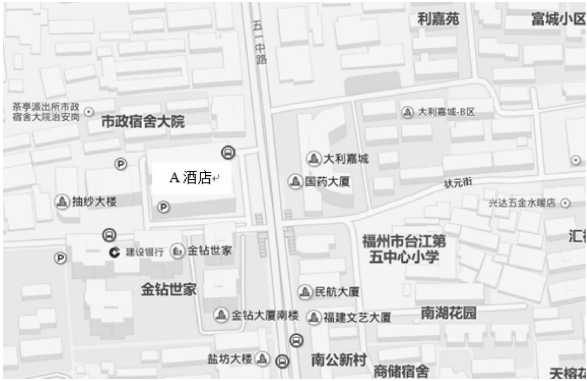 利嘉苑
富城小区
五一中路
茶亭派出所市政
宿舍大院治安岗
市政宿舍大院
大利嘉城-B区
P
大利嘉城
A 酒店
国药大厦
状元街
抽纱大楼
P
兴达五金水暖店
福州市台江第
五中心小学
汇福
建设银行
金钻世家
P
金钻世家
民航大厦
金钻大厦南楼
福建文艺大厦
南湖花园
盐坊大楼
南公新村
商储宿舍
天榕花